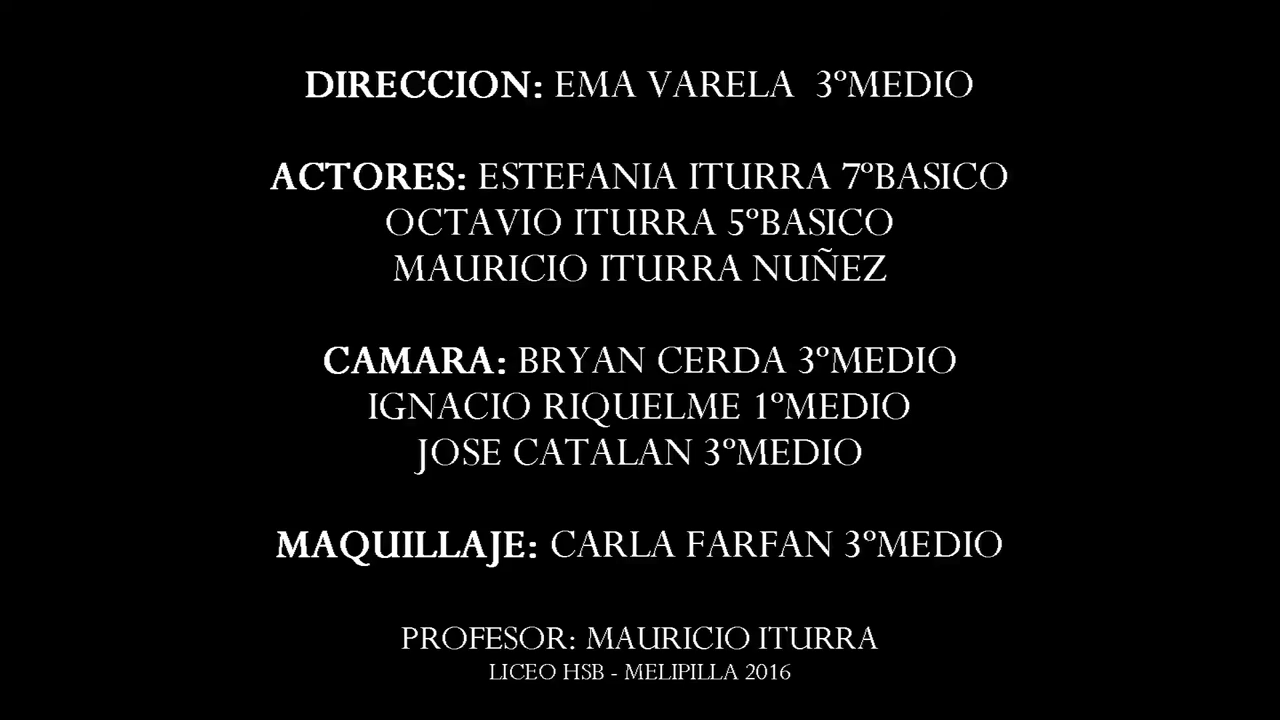 DIRECCION: EMA VARELA 3ºMEDIO
ACTORES: ESTEFANIA ITURRA 7ºBASICO
OCTAVIO ITURRA 5ºBASICO
MAURICIO ITURRA NUÑEZ
CAMARA: BRYAN CERDA 3ºMEDIO
IGNACIO RIQUELME 1ºMEDIO
JOSE CATALAN 3ºMEDIO
MAQUILLAJE: CARLA FARFAN 3ºMEDIO
PROFESOR: MAURICIO ITURRA
LICEO HSB - MELIPILLA 2016